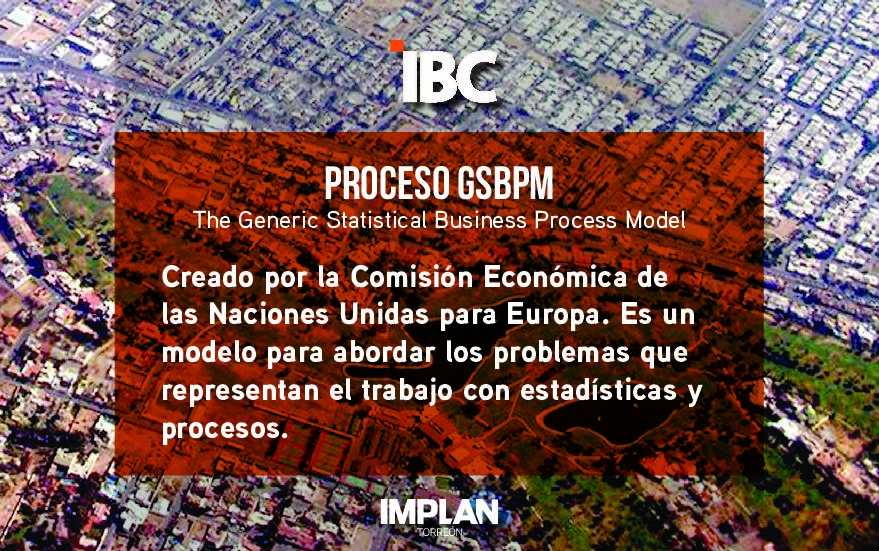 IBC
PROCESO GSBPM
The Generic Statistical Business Process Model
Creado por la Comisión Económica de
las Naciones Unidas para Europa. Es un
modelo para abordar los problemas que
representan el trabajo con estadísticas y
procesos.
IMPLAN
TORREÓN